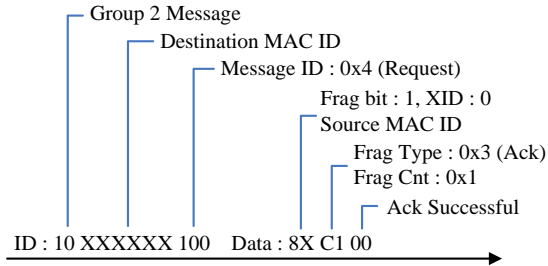 Group 2 Message
Destination MAC ID
Message ID : 0x4 (Request)
Frag bit : 1, XID : 0
Source MAC ID
Frag Type : 0x3 (Ack)
Frag Cnt : 0x1
Ack Successful
ID : 10 XXXXXX 100 Data : 8X C1 00